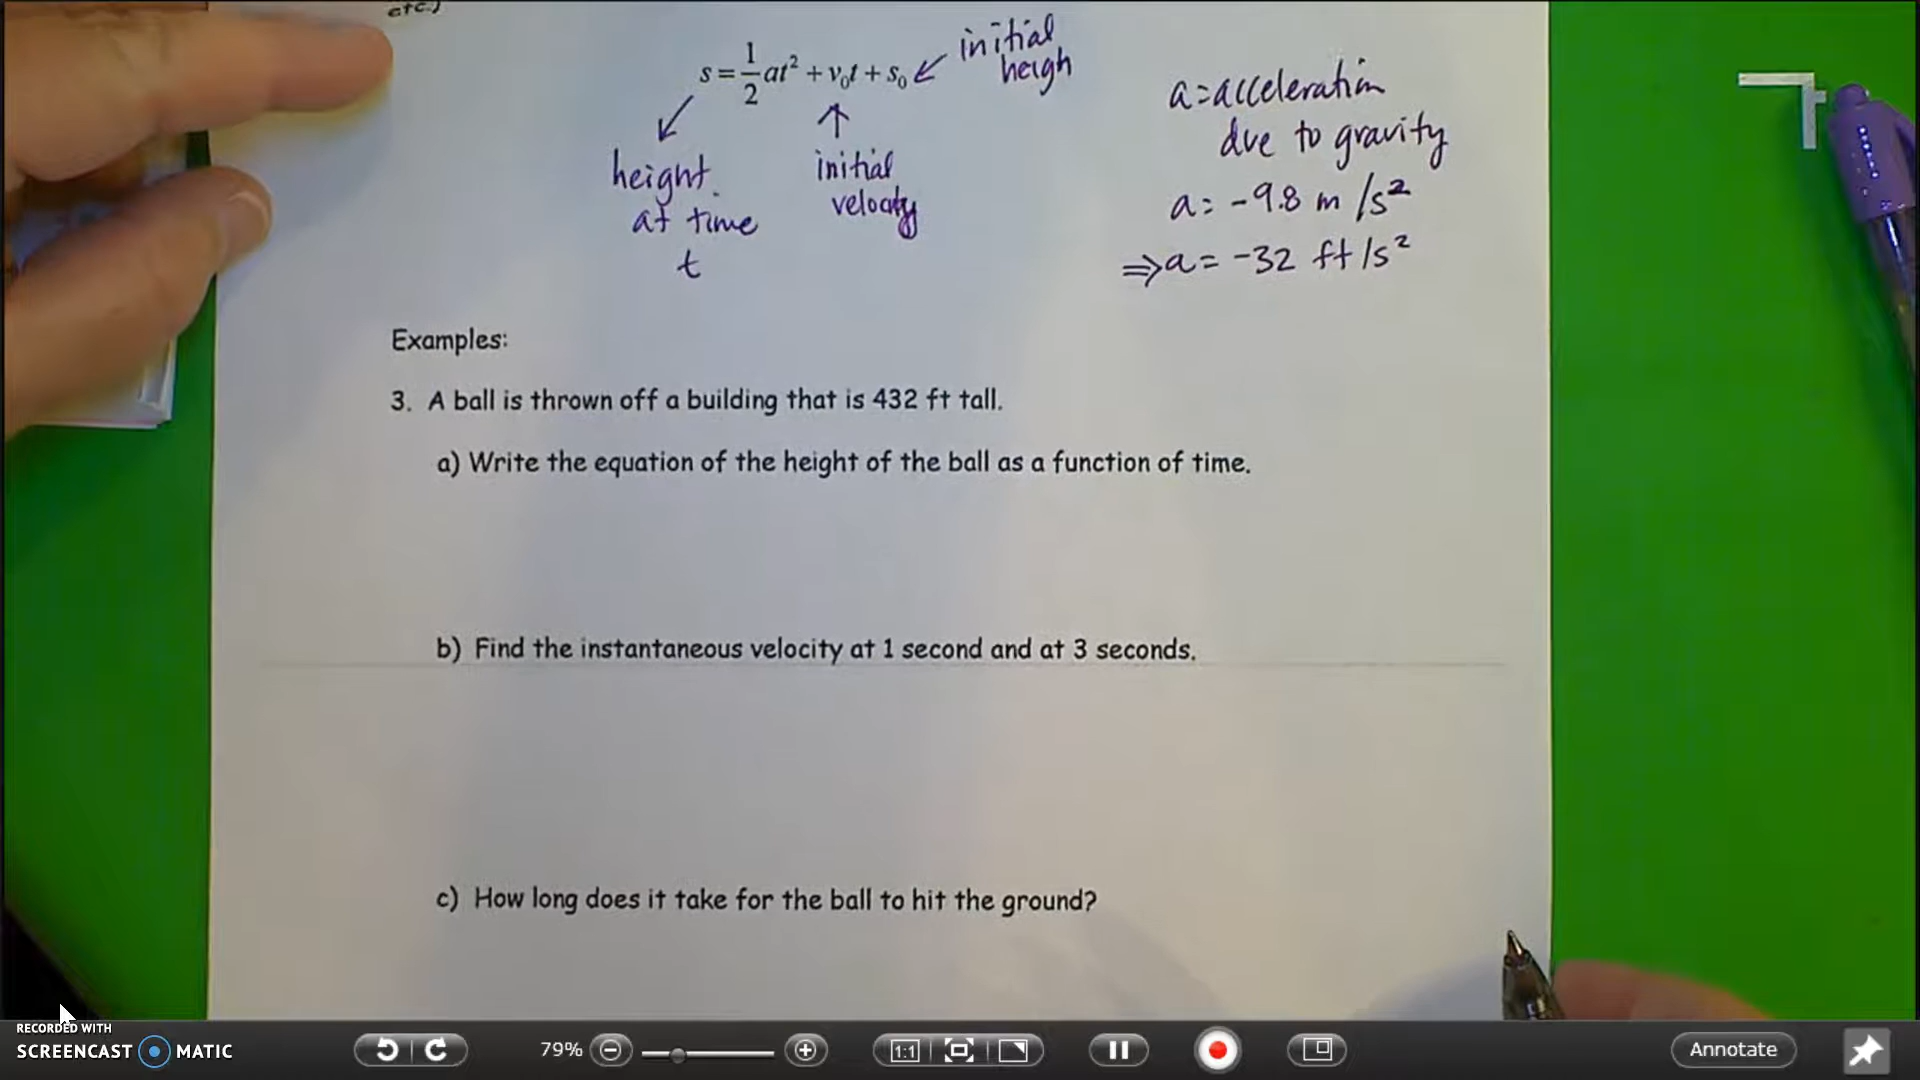 etc.)
s = 1/2 at² + v₀t + s₀
initial
heigh
height
at time
t
initial
velocity
a = acceleration
due to gravity
a = -9.8 m/s²
⇒ a = -32 ft/s²
Examples:
3. A ball is thrown off a building that is 432 ft tall.
a) Write the equation of the height of the ball as a function of time.
b) Find the instantaneous velocity at 1 second and at 3 seconds.
c) How long does it take for the ball to hit the ground?
RECORDED WITH
SCREENCAST MATIC
79%
1:1
Annotate